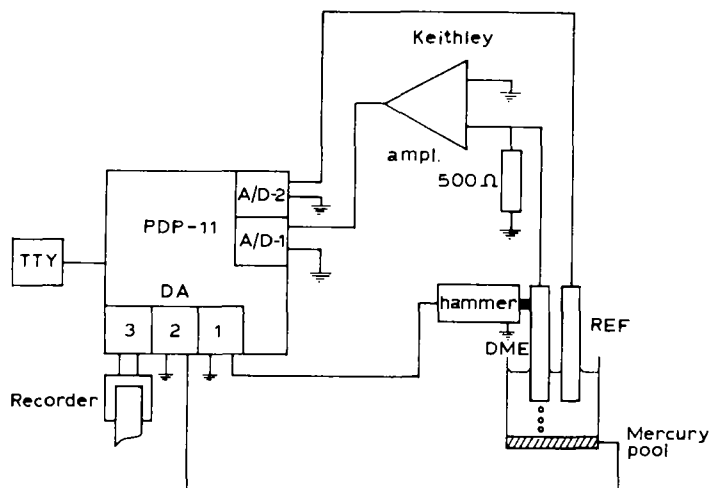 Keithley
ampl.
500 Ω
A/D-2
PDP-11
A/D-1
TTY
DA
3
2
1
hammer
REF
DME
Recorder
Mercury
pool